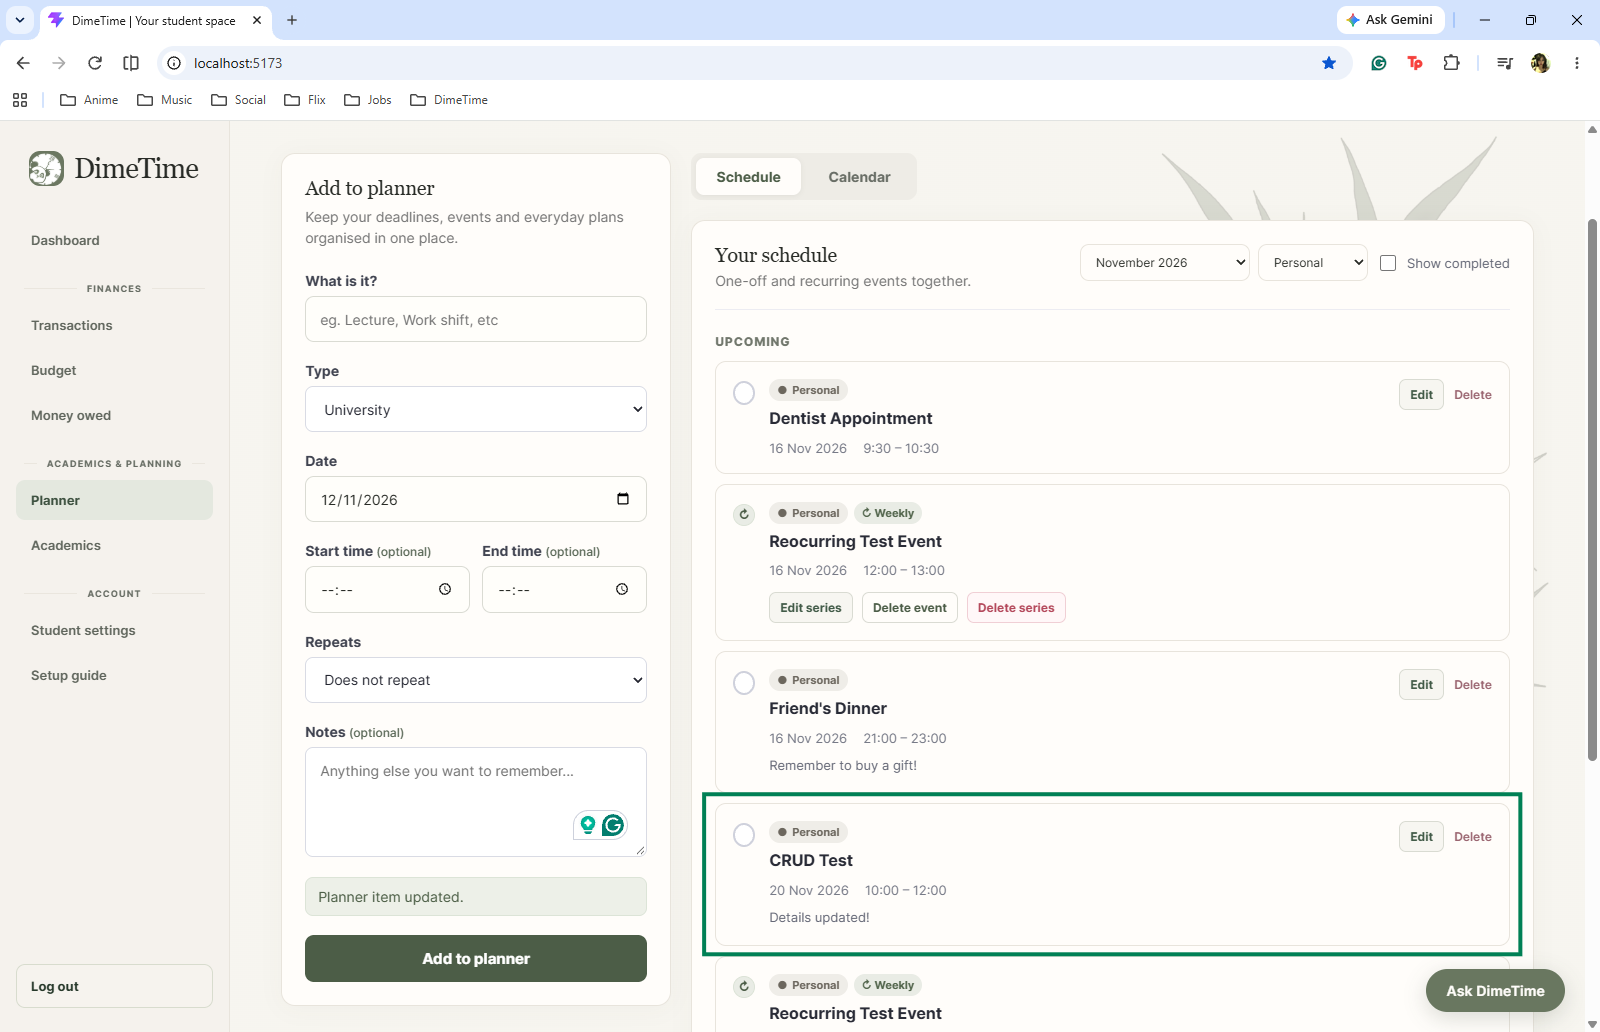 DimeTime | Your student space
Ask Gemini
localhost:5173
Anime
Music
Social
Flix
Jobs
DimeTime
DimeTime
Dashboard
FINANCES
Transactions
Budget
Money owed
ACADEMICS & PLANNING
Planner
Academics
ACCOUNT
Student settings
Setup guide
Log out
Add to planner
Keep your deadlines, events and everyday plans
organised in one place.
What is it?
eg. Lecture, Work shift, etc
Type
University
Date
12/11/2026
Start time (optional)
End time (optional)
--:--
--:--
Repeats
Does not repeat
Notes (optional)
Anything else you want to remember...
Planner item updated.
Add to planner
Schedule
Calendar
Your schedule
One-off and recurring events together.
November 2026
Personal
Show completed
UPCOMING
Personal
Dentist Appointment
16 Nov 2026 9:30 – 10:30
Edit
Delete
Personal
Weekly
Reocurring Test Event
16 Nov 2026 12:00 – 13:00
Edit series
Delete event
Delete series
Personal
Friend's Dinner
16 Nov 2026 21:00 – 23:00
Remember to buy a gift!
Edit
Delete
Personal
CRUD Test
20 Nov 2026 10:00 – 12:00
Details updated!
Edit
Delete
Personal
Weekly
Reocurring Test Event
Ask DimeTime